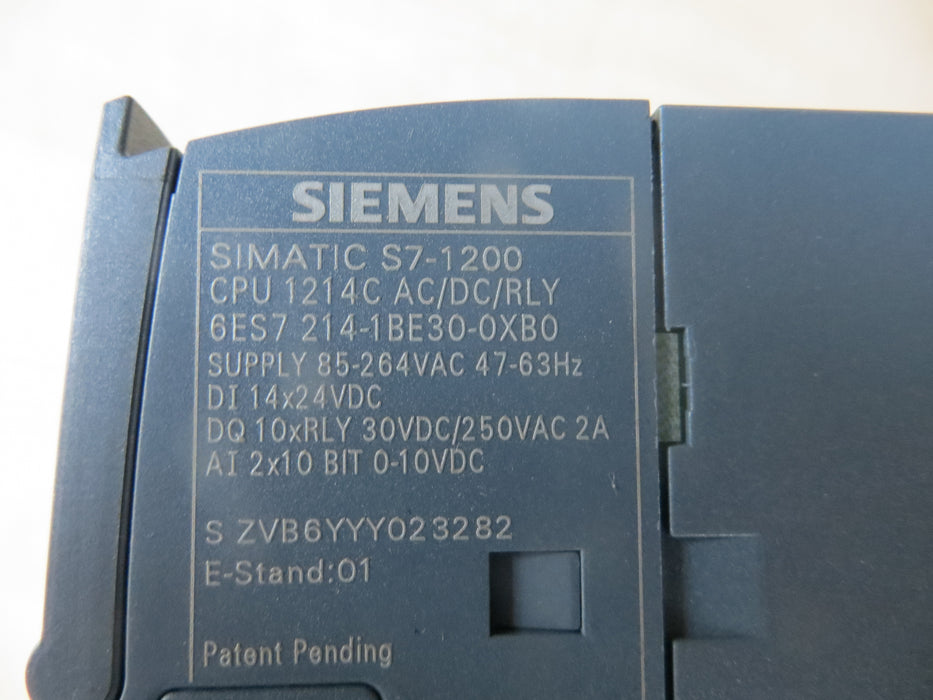 SIEMENS
SIMATIC S7-1200
CPU 1214C AC/DC/RLY
6ES7 214-1BE30-0XB0
SUPPLY 85-264VAC 47-63Hz
DI 14x24VDC
DQ 10xRLY 30VDC/250VAC 2A
AI 2x10 BIT 0-10VDC
S ZVB6YYY023282
E-Stand:01
Patent Pending